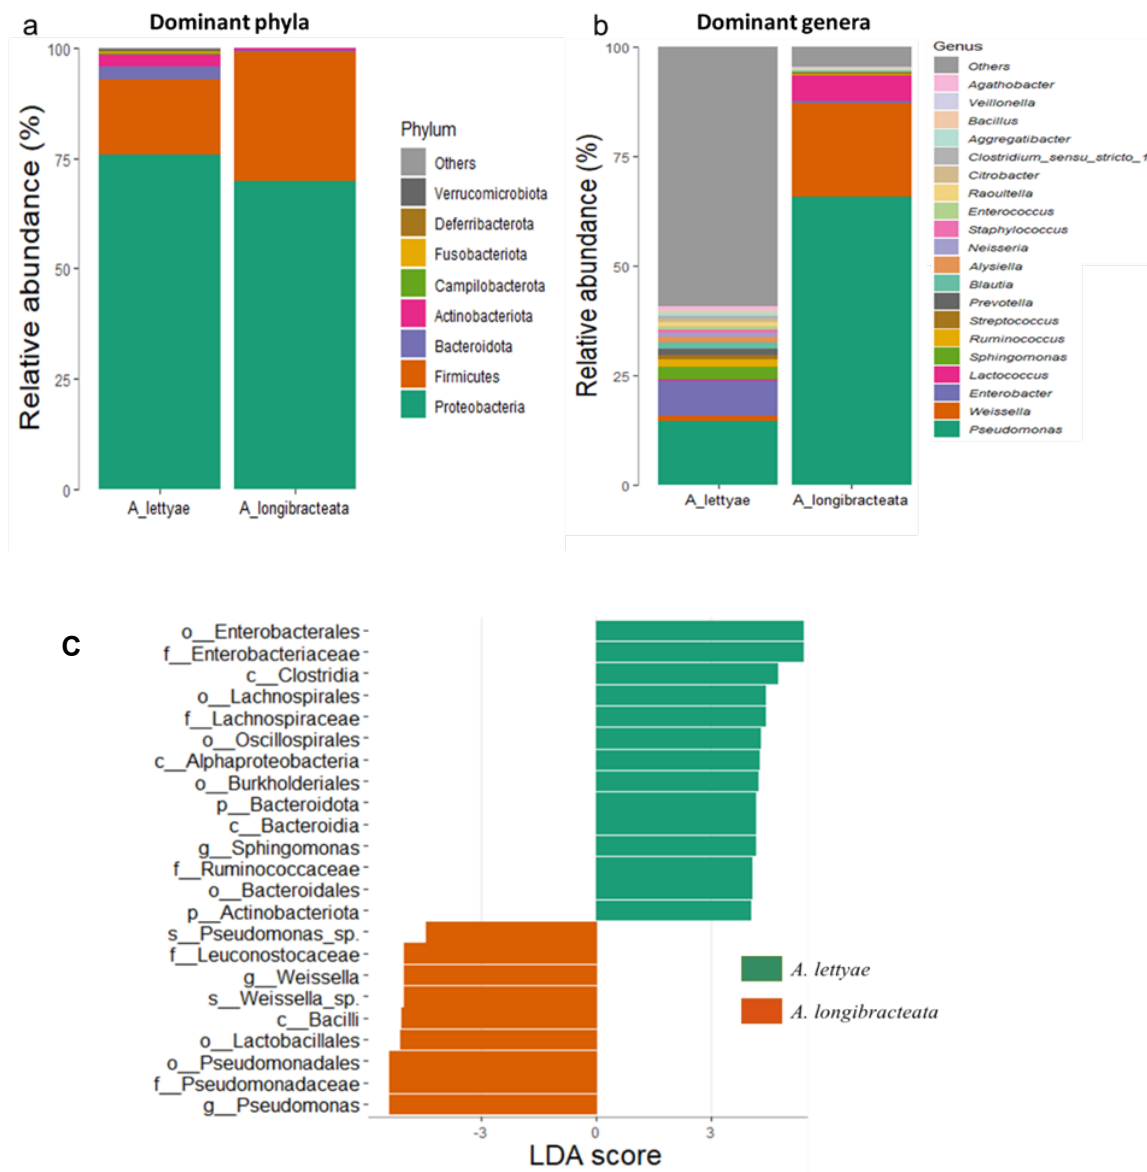 a
Dominant phyla
Relative abundance (%)
100
75
50
25
0
A_lettyae
A_longibracteata
Phylum
Others
Verrucomicrobiota
Deferribacterota
Fusobacteriota
Campilobacterota
Actinobacteriota
Bacteroidota
Firmicutes
Proteobacteria
b
Dominant genera
Relative abundance (%)
100
75
50
25
0
A_lettyae
A_longibracteata
Genus
Others
Agathobacter
Veillonella
Bacillus
Aggregatibacter
Clostridium_sensu_stricto_1
Citrobacter
Raoultella
Enterococcus
Staphylococcus
Neisseria
Alysiella
Blautia
Prevotella
Streptococcus
Ruminococcus
Sphingomonas
Lactococcus
Enterobacter
Weissella
Pseudomonas
c
o__Enterobacterales
f__Enterobacteriaceae
c__Clostridia
o__Lachnospirales
f__Lachnospiraceae
o__Oscillospirales
c__Alphaproteobacteria
o__Burkholderiales
p__Bacteroidota
c__Bacteroidia
g__Sphingomonas
f__Ruminococcaceae
o__Bacteroidales
p__Actinobacteriota
s__Pseudomonas_sp.
f__Leuconostocaceae
g__Weissella
s__Weissella_sp.
c__Bacilli
o__Lactobacillales
o__Pseudomonadales
f__Pseudomonadaceae
g__Pseudomonas
-3
0
3
LDA score
A. lettyae
A. longibracteata